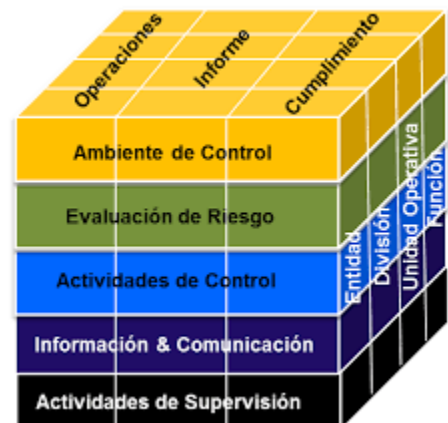 Operaciones
Informe
Cumplimiento
Ambiente de Control
Evaluación de Riesgo
Actividades de Control
Información & Comunicación
Actividades de Supervisión
Entidad
División
Unidad Operativa
Función